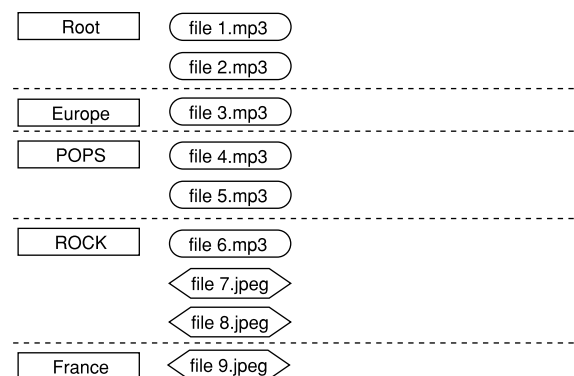 Root file 1.mp3
file 2.mp3
Europe file 3.mp3
POPS file 4.mp3
file 5.mp3
ROCK file 6.mp3
file 7.jpeg
file 8.jpeg
France file 9.jpeg